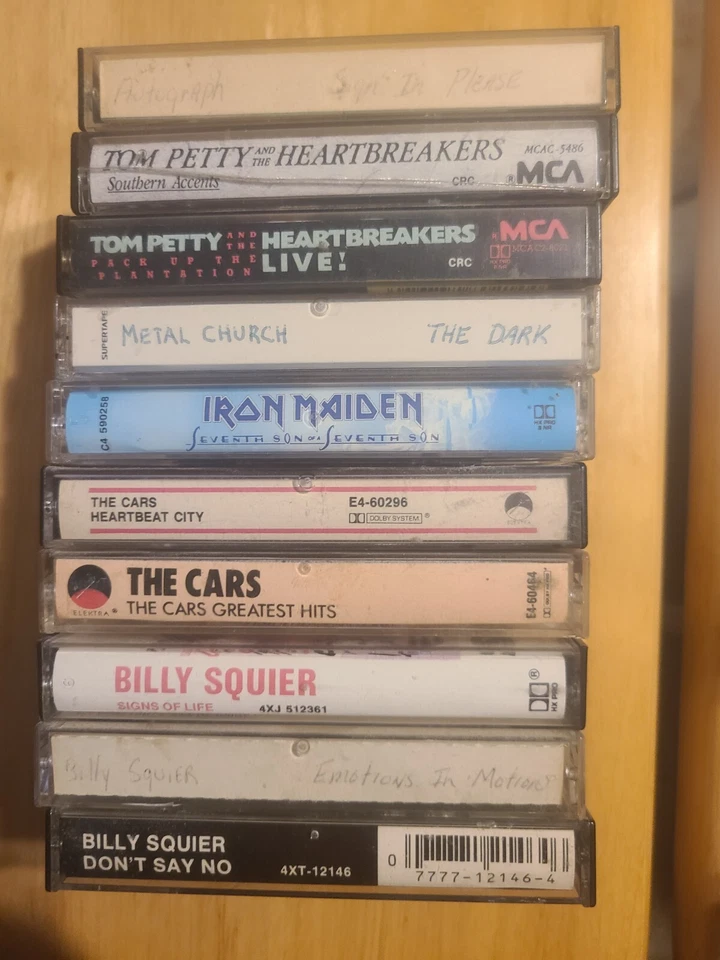 Autograph Sign In Please
TOM PETTY AND THE HEARTBREAKERS MCAC-5486
Southern Accents CRC MCA
TOM PETTY AND THE HEARTBREAKERS MCA
PACK UP THE PLANTATION LIVE! CRC
SUPERTAPE METAL CHURCH THE DARK
C4 590258 IRON MAIDEN HX PRO
SEVENTH SON OF A SEVENTH SON
THE CARS E4-60296
HEARTBEAT CITY DOLBY SYSTEM ®
THE CARS E4-60464
ELEKTRA ® THE CARS GREATEST HITS
BILLY SQUIER ® HX PRO
SIGNS OF LIFE 4XJ 512361
Billy Squier Emotions In Motion
BILLY SQUIER
DON'T SAY NO 4XT-12146 0 7777-12146-4